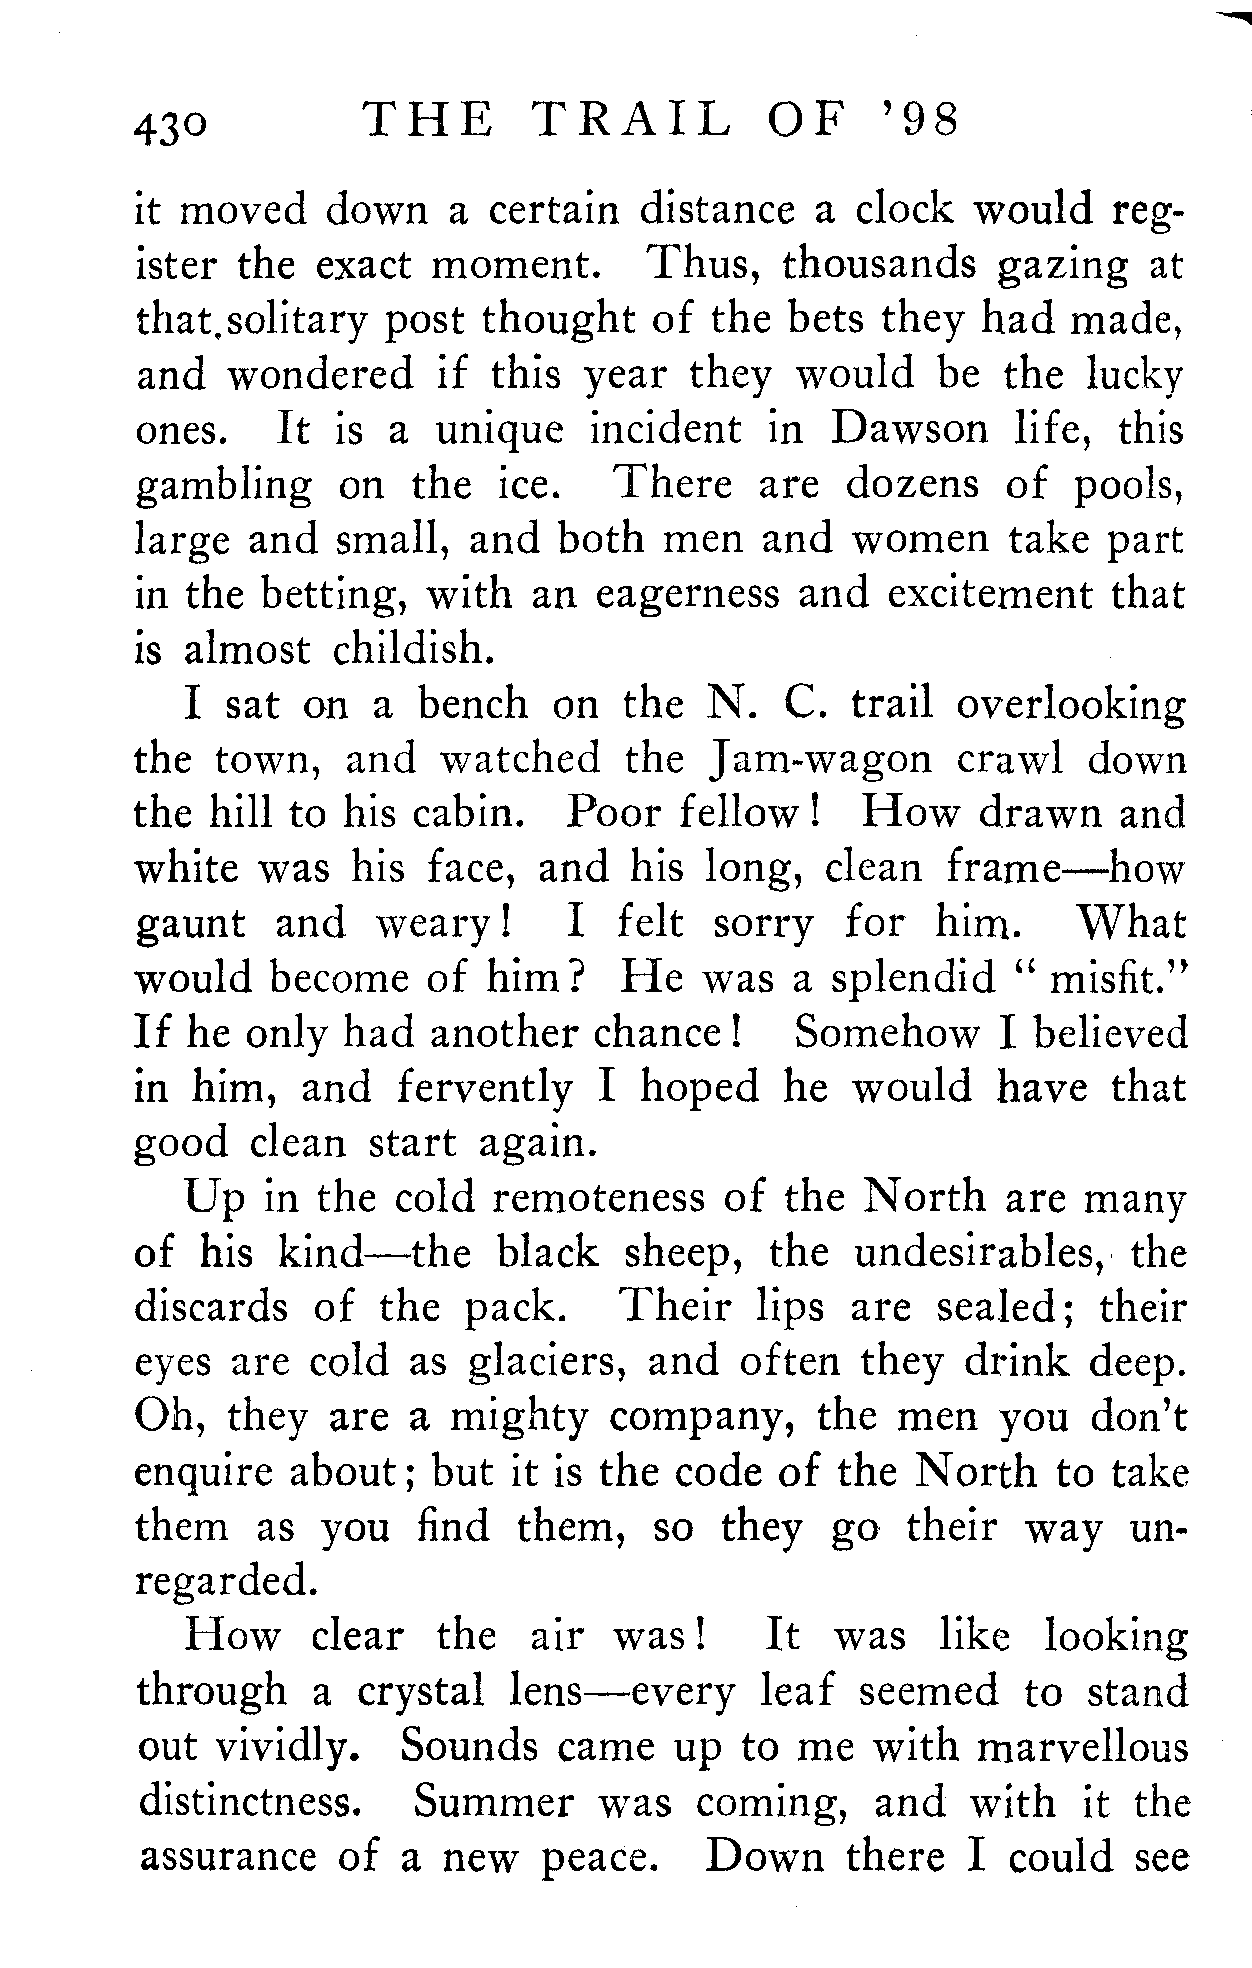 430 THE TRAIL OF '98
it moved down a certain distance a clock would reg-
ister the exact moment. Thus, thousands gazing at
that solitary post thought of the bets they had made,
and wondered if this year they would be the lucky
ones. It is a unique incident in Dawson life, this
gambling on the ice. There are dozens of pools,
large and small, and both men and women take part
in the betting, with an eagerness and excitement that
is almost childish.
I sat on a bench on the N. C. trail overlooking
the town, and watched the Jam-wagon crawl down
the hill to his cabin. Poor fellow! How drawn and
white was his face, and his long, clean frame—how
gaunt and weary! I felt sorry for him. What
would become of him? He was a splendid "misfit."
If he only had another chance! Somehow I believed
in him, and fervently I hoped he would have that
good clean start again.
Up in the cold remoteness of the North are many
of his kind—the black sheep, the undesirables, the
discards of the pack. Their lips are sealed; their
eyes are cold as glaciers, and often they drink deep.
Oh, they are a mighty company, the men you don't
enquire about; but it is the code of the North to take
them as you find them, so they go their way un-
regarded.
How clear the air was! It was like looking
through a crystal lens—every leaf seemed to stand
out vividly. Sounds came up to me with marvellous
distinctness. Summer was coming, and with it the
assurance of a new peace. Down there I could see